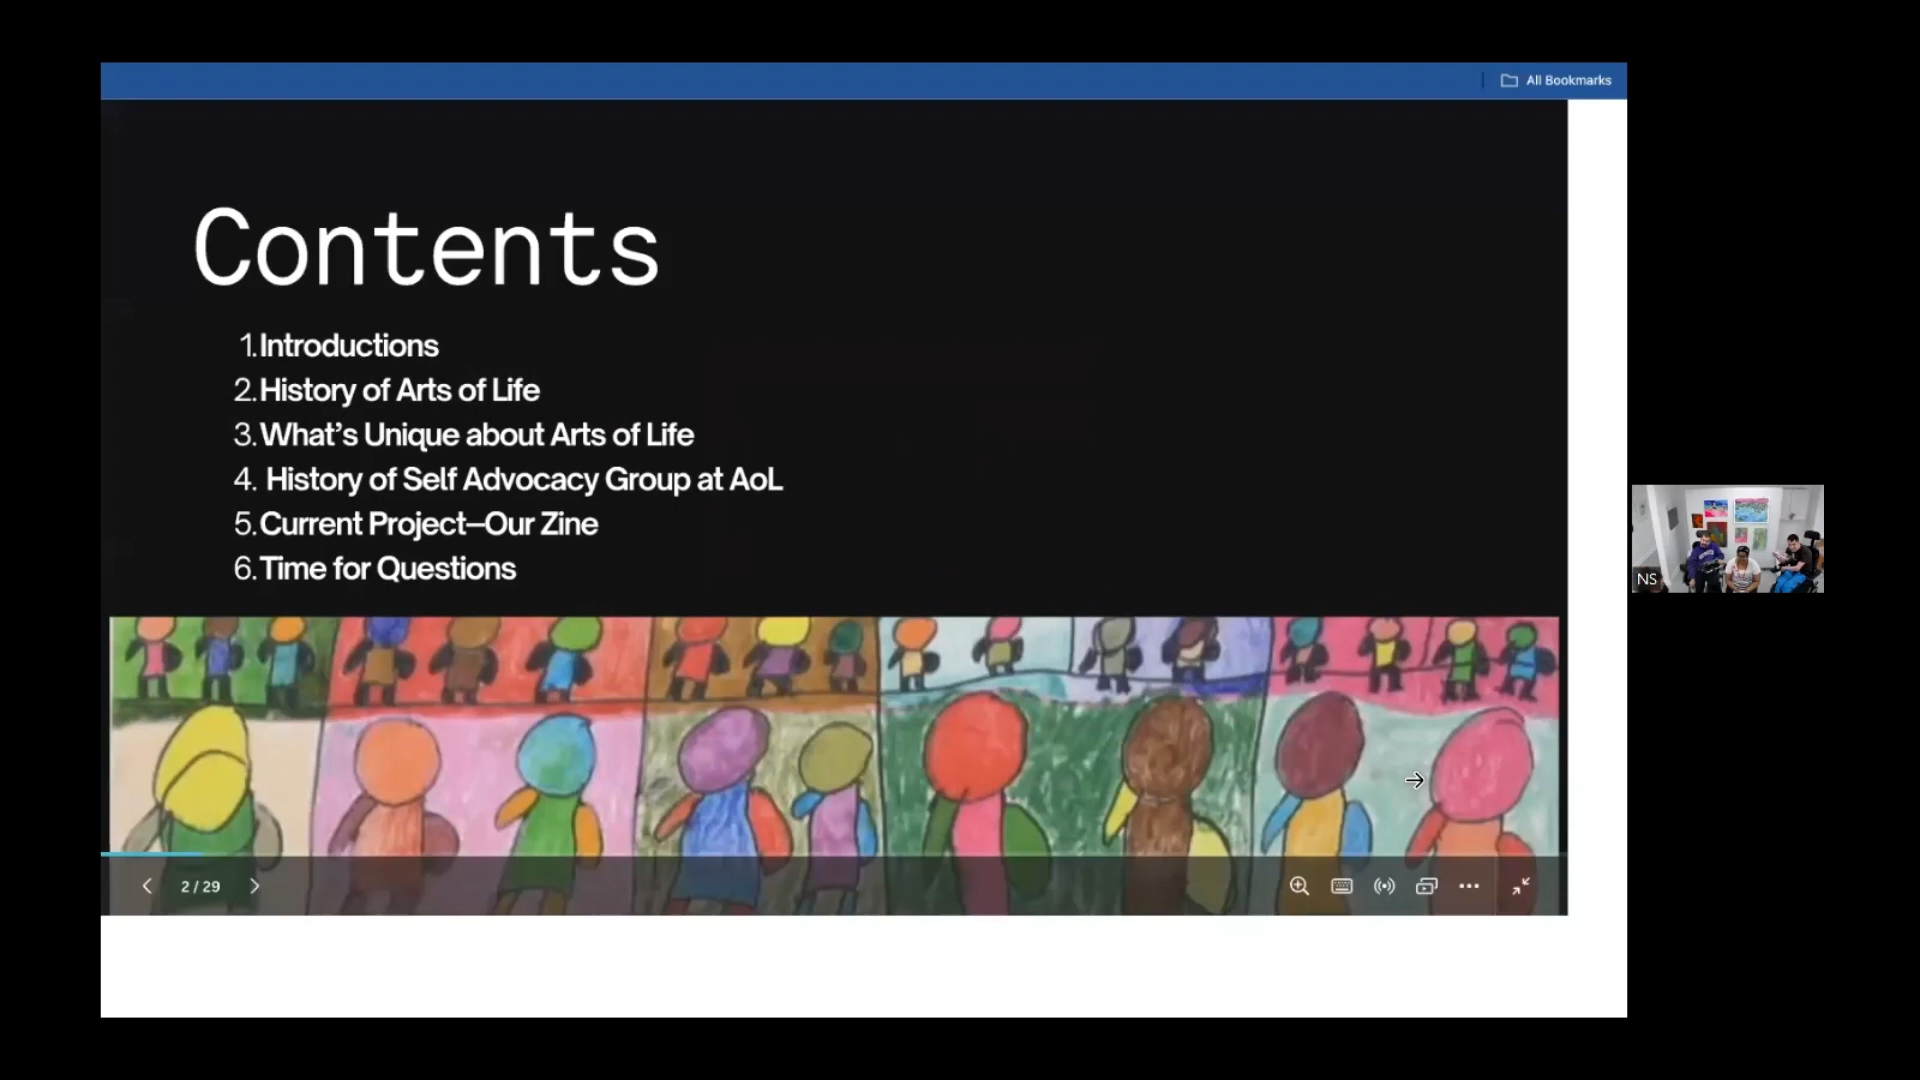 All Bookmarks
Contents
1. Introductions
2. History of Arts of Life
3. What's Unique about Arts of Life
4. History of Self Advocacy Group at AoL
5. Current Project—Our Zine
6. Time for Questions
2 / 29
NS